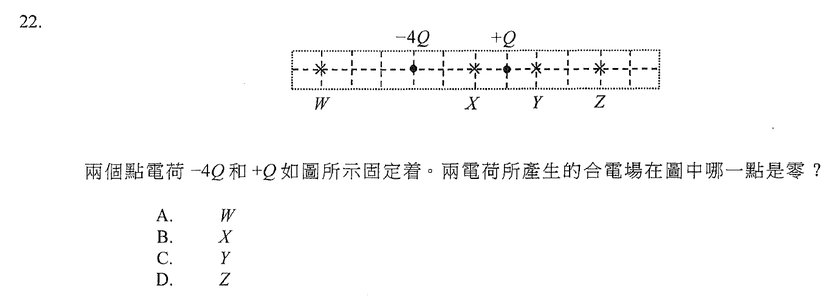 22.
−4Q +Q
W X Y Z
兩個點電荷 −4Q 和 +Q 如圖所示固定着。兩電荷所產生的合電場在圖中哪一點是零？
A. W
B. X
C. Y
D. Z